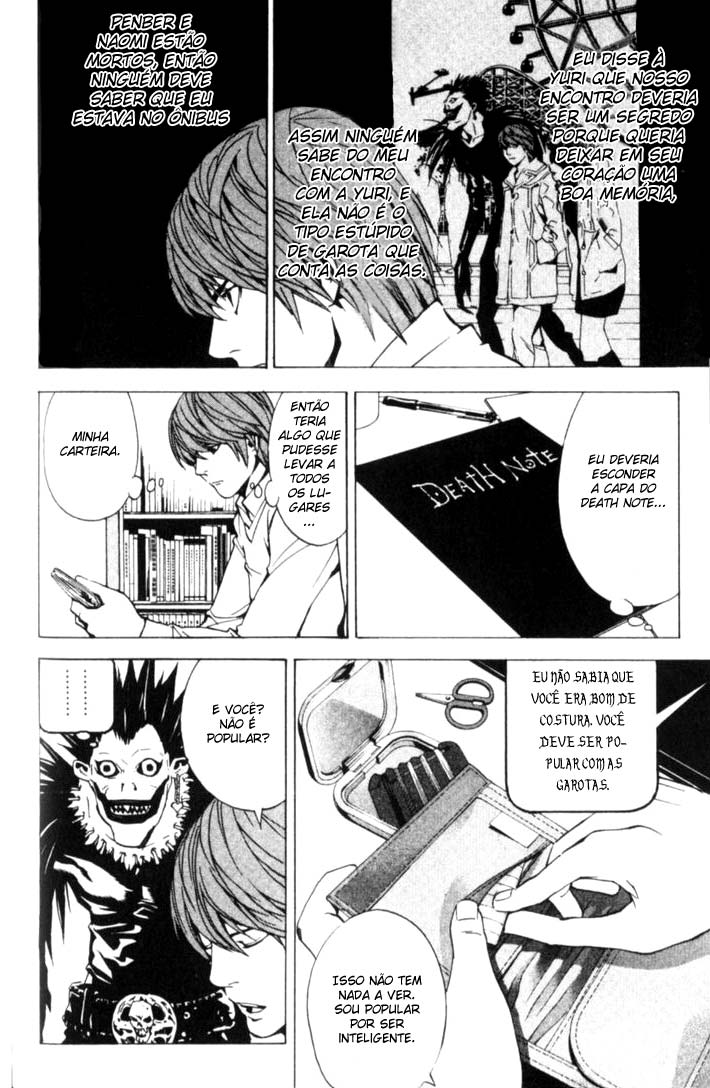 EU DISSE À
YURI QUE NOSSO
ENCONTRO DEVERIA
SER UM SEGREDO
PORQUE QUERIA
DEIXAR EM SEU
CORAÇÃO UMA
BOA MEMÓRIA,
ASSIM NINGUÉM
SABE DO MEU
ENCONTRO
COM A YURI, E
ELA NÃO É O
TIPO ESTÚPIDO
DE GAROTA QUE
CONTA AS COISAS.
PENBER E
NAOMI ESTÃO
MORTOS, ENTÃO
NINGUÉM DEVE
SABER QUE EU
ESTAVA NO ÔNIBUS
EU DEVERIA
ESCONDER
A CAPA DO
DEATH NOTE...
DEATH NOTE
ENTÃO
TERIA
ALGO QUE
PUDESSE
LEVAR A
TODOS
OS LU-
GARES
...
MINHA
CARTEIRA.
EU NÃO SABIA QUE
VOCÊ ERA BOM DE
COSTURA. VOCÊ
DEVE SER PO-
PULAR COM AS
GAROTAS.
ISSO NÃO TEM
NADA A VER.
SOU POPULAR
POR SER
INTELIGENTE.
E VOCÊ?
NÃO É
POPULAR?
......
......